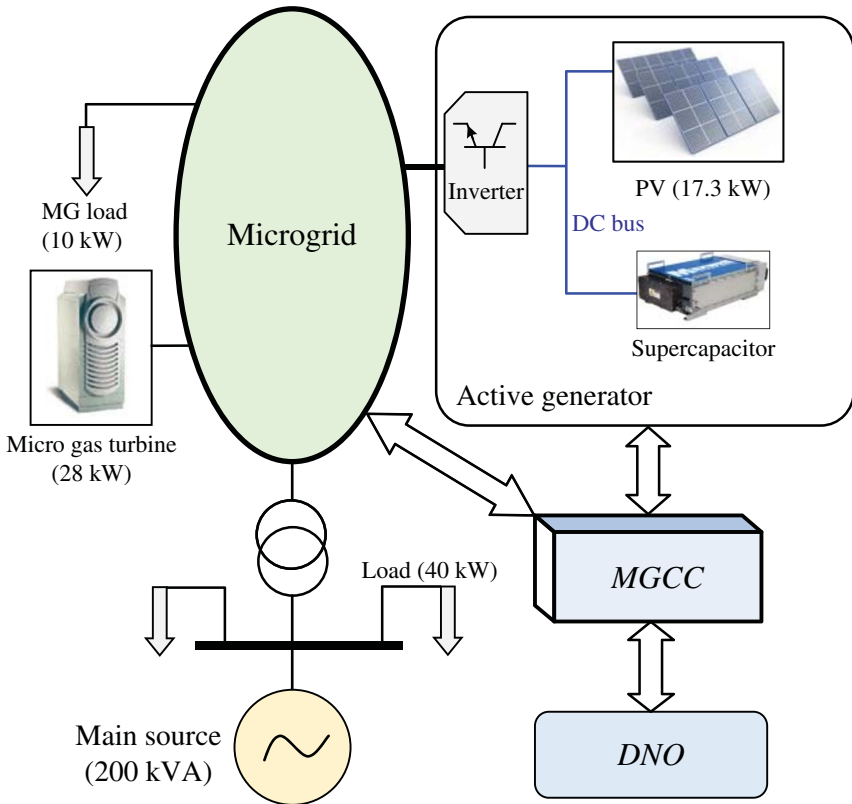 MG load
(10 kW)
Microgrid
Inverter
PV (17.3 kW)
DC bus
Supercapacitor
Active generator
Micro gas turbine
(28 kW)
Load (40 kW)
MGCC
Main source
(200 kVA)
DNO